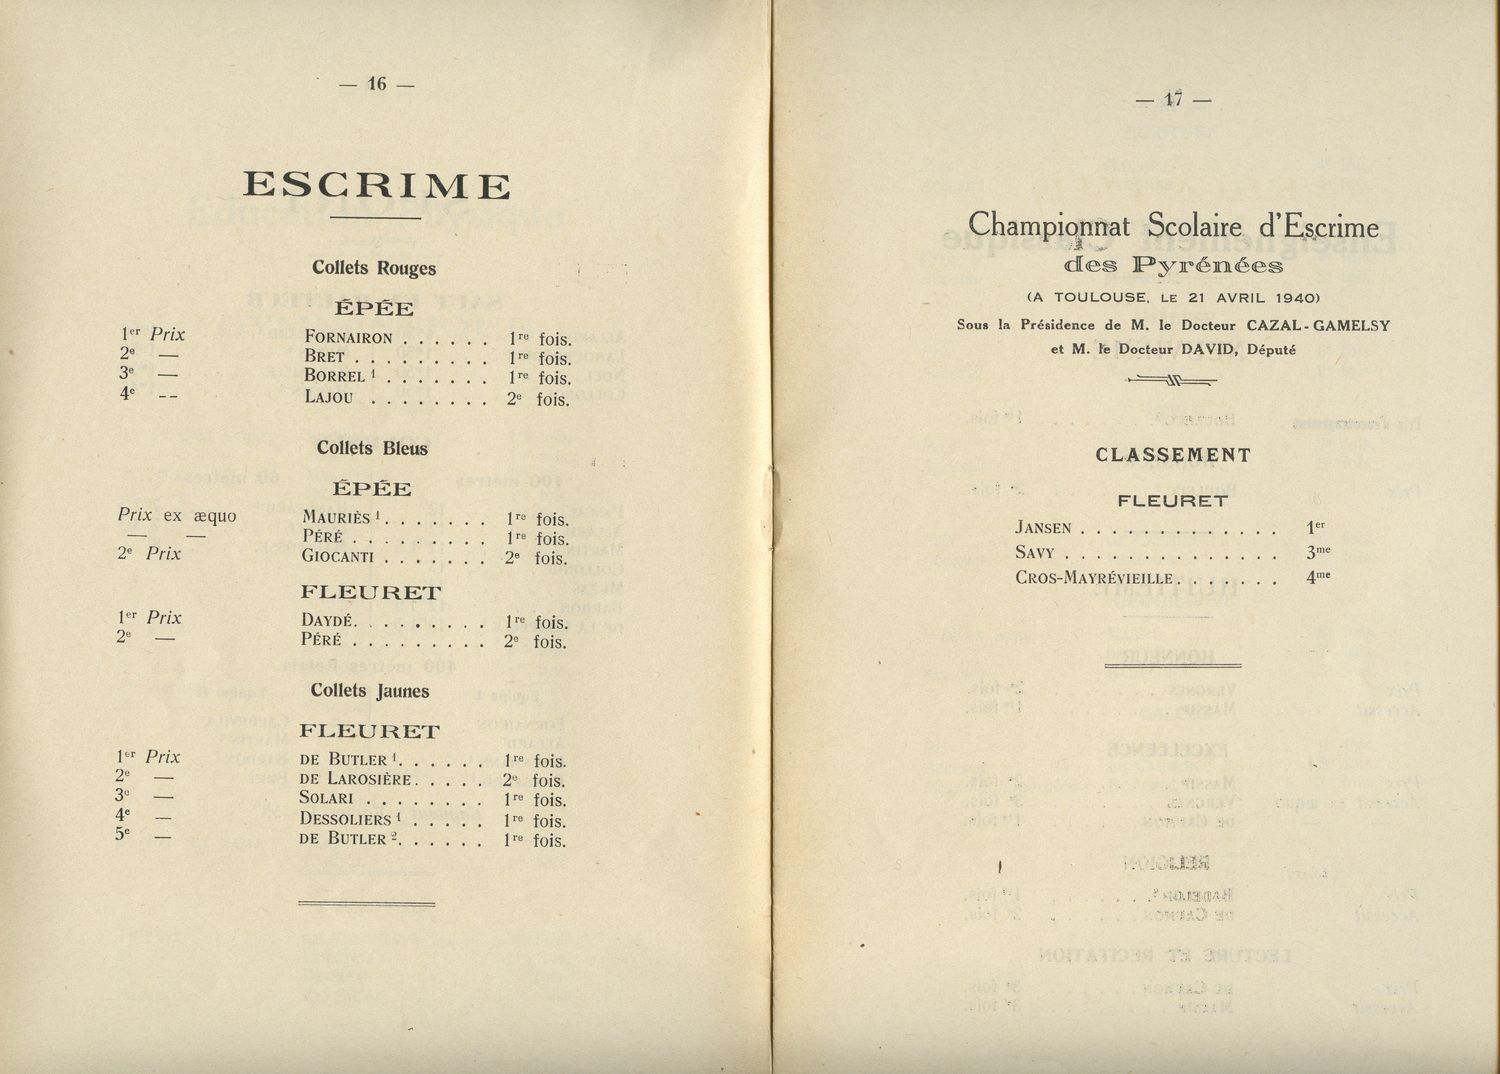 — 16 —
ESCRIME
Collets Rouges
ÉPÉE
1er Prix FORNAIRON . . . . . . 1re fois.
2e — BRET . . . . . . . . . 1re fois.
3e — BORREL 1 . . . . . . . 1re fois.
4e -- LAJOU . . . . . . . . 2e fois.
Collets Bleus
ÉPÉE
Prix ex æquo MAURIÈS 1 . . . . . . . 1re fois.
— — PÉRÉ . . . . . . . . . 1re fois.
2e Prix GIOCANTI . . . . . . . 2e fois.
FLEURET
1er Prix DAYDÉ. . . . . . . . . 1re fois.
2e — PÉRÉ . . . . . . . . . 2e fois.
Collets Jaunes
FLEURET
1er Prix DE BUTLER 1. . . . . . 1re fois.
2e — DE LAROSIÈRE . . . . . 2e fois.
3e — SOLARI . . . . . . . . 1re fois.
4e — DESSOLIERS 1 . . . . . 1re fois.
5e — DE BUTLER 2. . . . . . 1re fois.
— 17 —
Championnat Scolaire d'Escrime
des Pyrénées
(A TOULOUSE, LE 21 AVRIL 1940)
Sous la Présidence de M. le Docteur CAZAL-GAMELSY
et M. le Docteur DAVID, Député
CLASSEMENT
FLEURET
JANSEN . . . . . . . . . . . . . 1er
SAVY . . . . . . . . . . . . . . 3me
CROS-MAYRÉVIEILLE . . . . . . . 4me